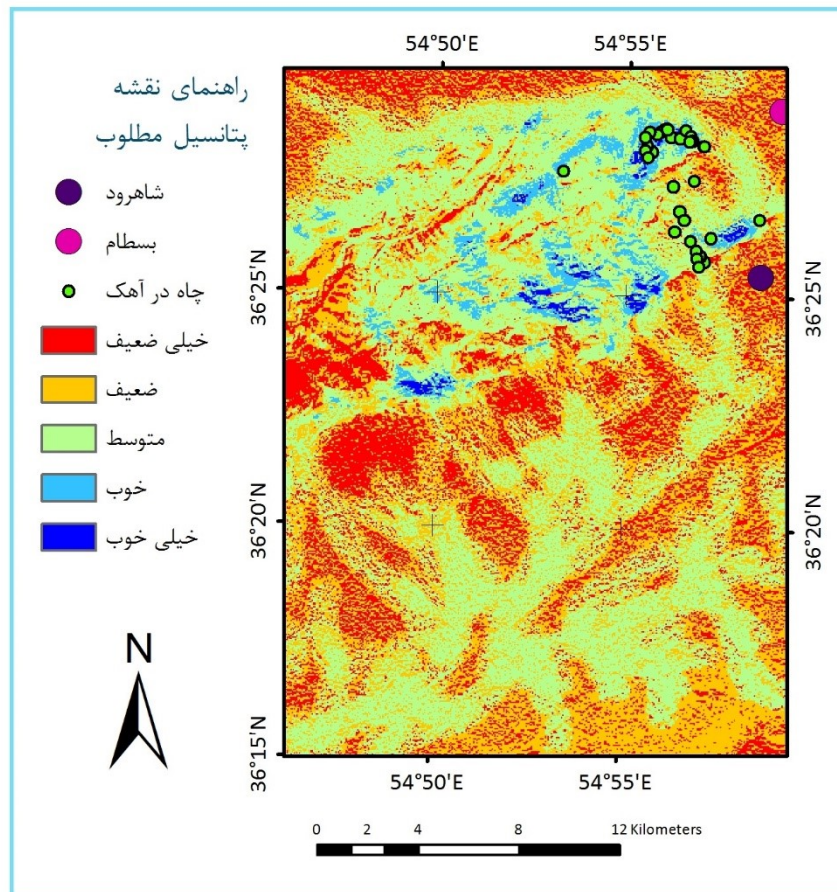 راهنمای نقشه
پتانسیل مطلوب
شاهرود
بسطام
چاه در آهک
خیلی ضعیف
ضعیف
متوسط
خوب
خیلی خوب
N
54°50'E 54°55'E
36°25'N 36°25'N
36°20'N 36°20'N
36°15'N 36°15'N
54°50'E 54°55'E
0 2 4 8 12 Kilometers